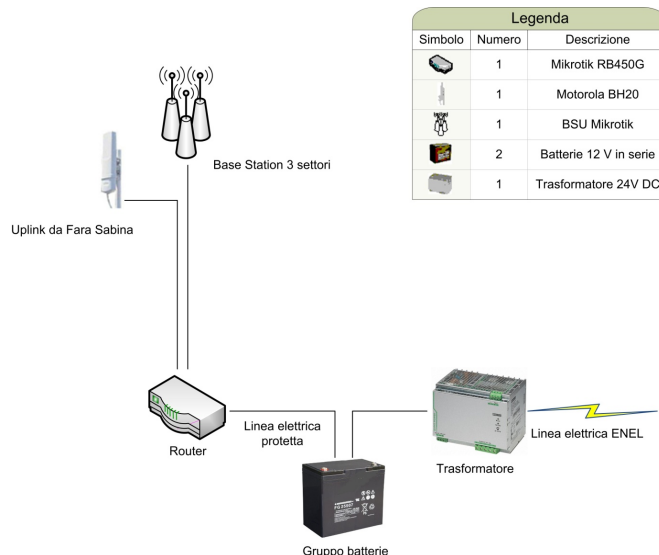 Legenda
Simbolo Numero Descrizione
1 Mikrotik RB450G
1 Motorola BH20
1 BSU Mikrotik
2 Batterie 12 V in serie
1 Trasformatore 24V DC
Base Station 3 settori
Uplink da Fara Sabina
Linea elettrica
protetta
Router
Linea elettrica ENEL
Trasformatore
Gruppo batterie